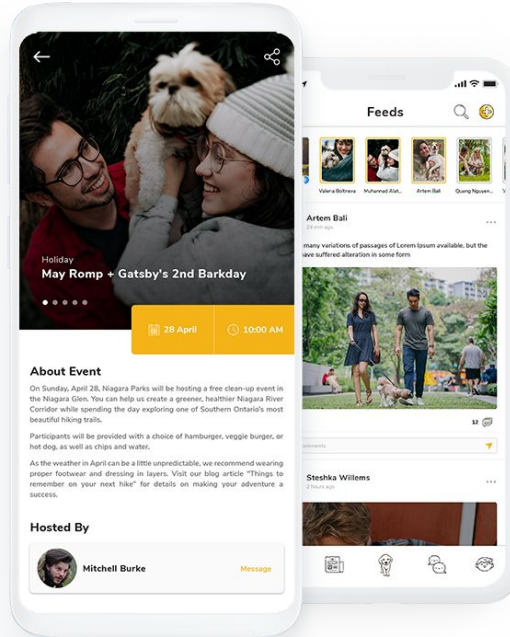 Holiday
May Romp + Gatsby's 2nd Barkday
28 April
10:00 AM
About Event
On Sunday, April 28, Niagara Parks will be hosting a free clean-up event in
the Niagara Glen. You can help us create a greener, healthier Niagara River
Corridor while spending the day exploring one of Southern Ontario's most
beautiful hiking trails.
Participants will be provided with a choice of hamburger, veggie burger, or
hot dog, as well as chips and water.
As the weather in April can be a little unpredictable, we recommend wearing
proper footwear and dressing in layers. Visit our blog article "Things to
remember on your next hike" for details on making your adventure a
success.
Hosted By
Mitchell Burke
Message
Feeds
Valeria Boltneva
Muhannad Alat...
Artem Bali
Quang Nguyen...
Artem Bali
24 min ago
many variations of passages of Lorem Ipsum available, but the
ave suffered alteration in some form
12
omments
Steshka Willems
2 hours ago